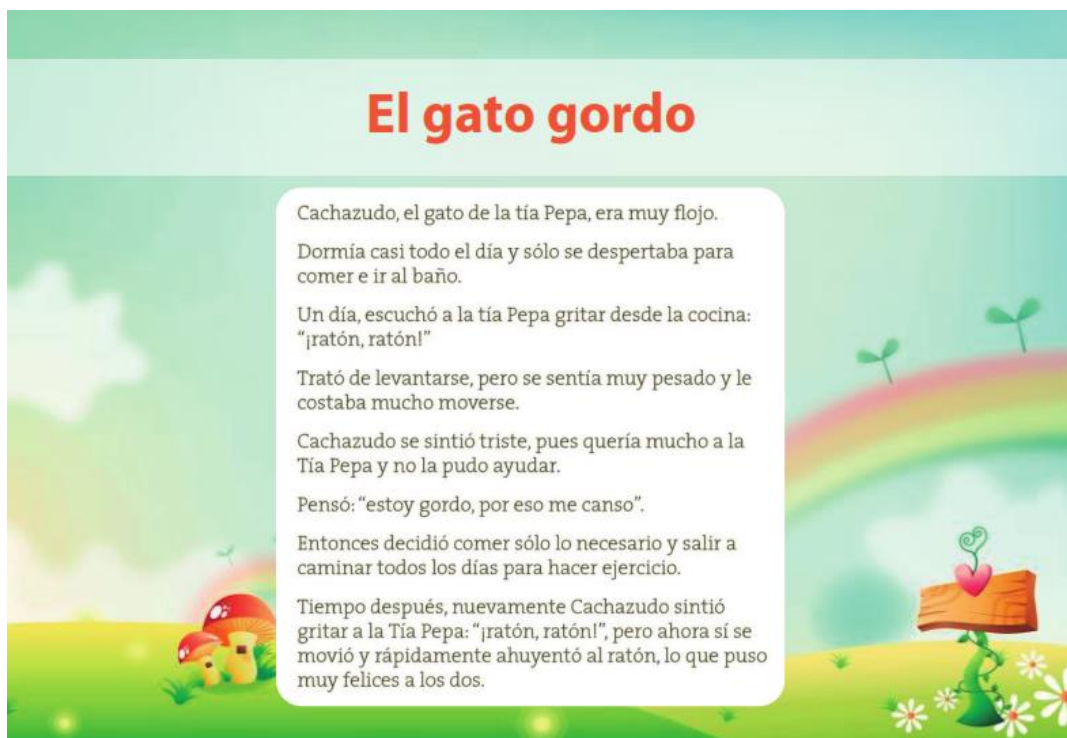 El gato gordo
Cachazudo, el gato de la tía Pepa, era muy flojo.
Dormía casi todo el día y sólo se despertaba para
comer e ir al baño.
Un día, escuchó a la tía Pepa gritar desde la cocina:
“¡ratón, ratón!”
Trató de levantarse, pero se sentía muy pesado y le
costaba mucho moverse.
Cachazudo se sintió triste, pues quería mucho a la
Tía Pepa y no la pudo ayudar.
Pensó: “estoy gordo, por eso me canso”.
Entonces decidió comer sólo lo necesario y salir a
caminar todos los días para hacer ejercicio.
Tiempo después, nuevamente Cachazudo sintió
gritar a la Tía Pepa: “¡ratón, ratón!”, pero ahora sí se
movió y rápidamente ahuyentó al ratón, lo que puso
muy felices a los dos.